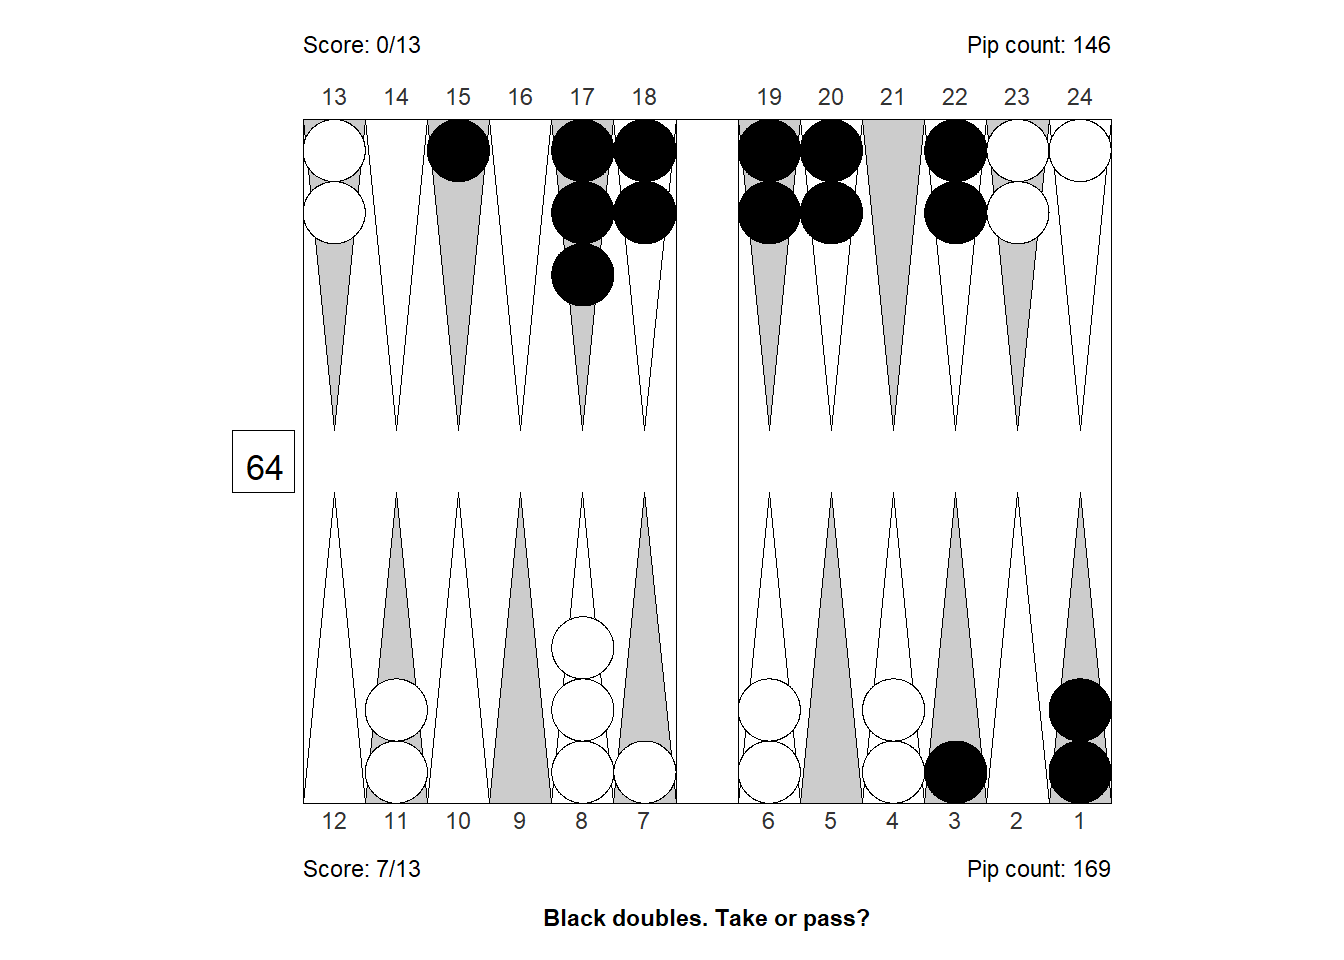 Score: 0/13 Pip count: 146
13 14 15 16 17 18 19 20 21 22 23 24
64
12 11 10 9 8 7 6 5 4 3 2 1
Score: 7/13 Pip count: 169
Black doubles. Take or pass?